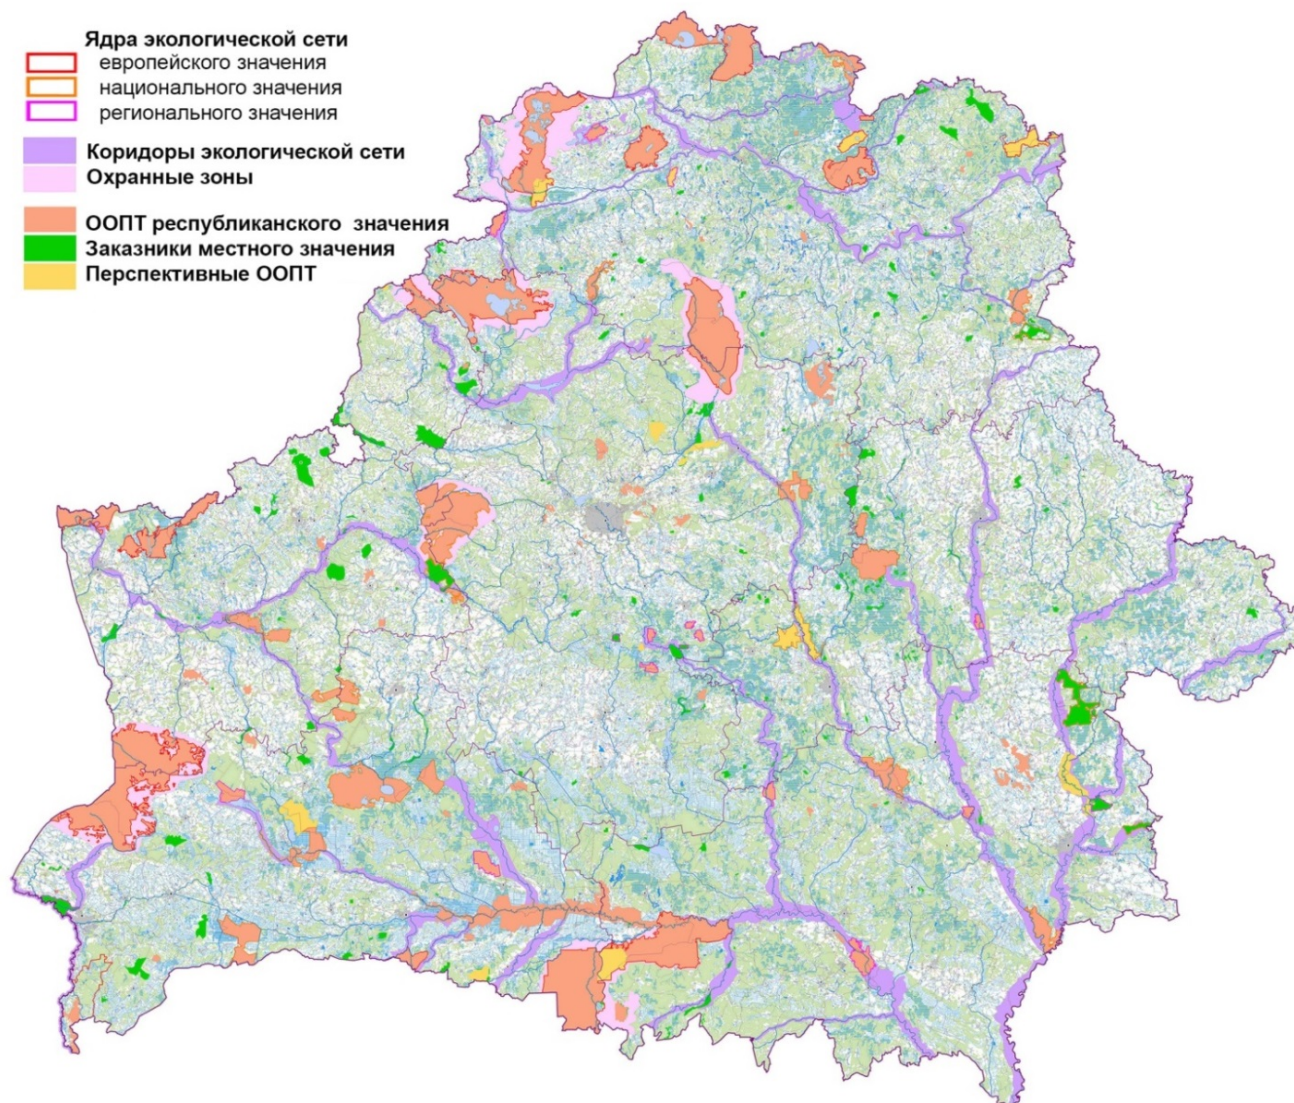 Ядра экологической сети
европейского значения
национального значения
регионального значения
Коридоры экологической сети
Охранные зоны
ООПТ республиканского значения
Заказники местного значения
Перспективные ООПТ